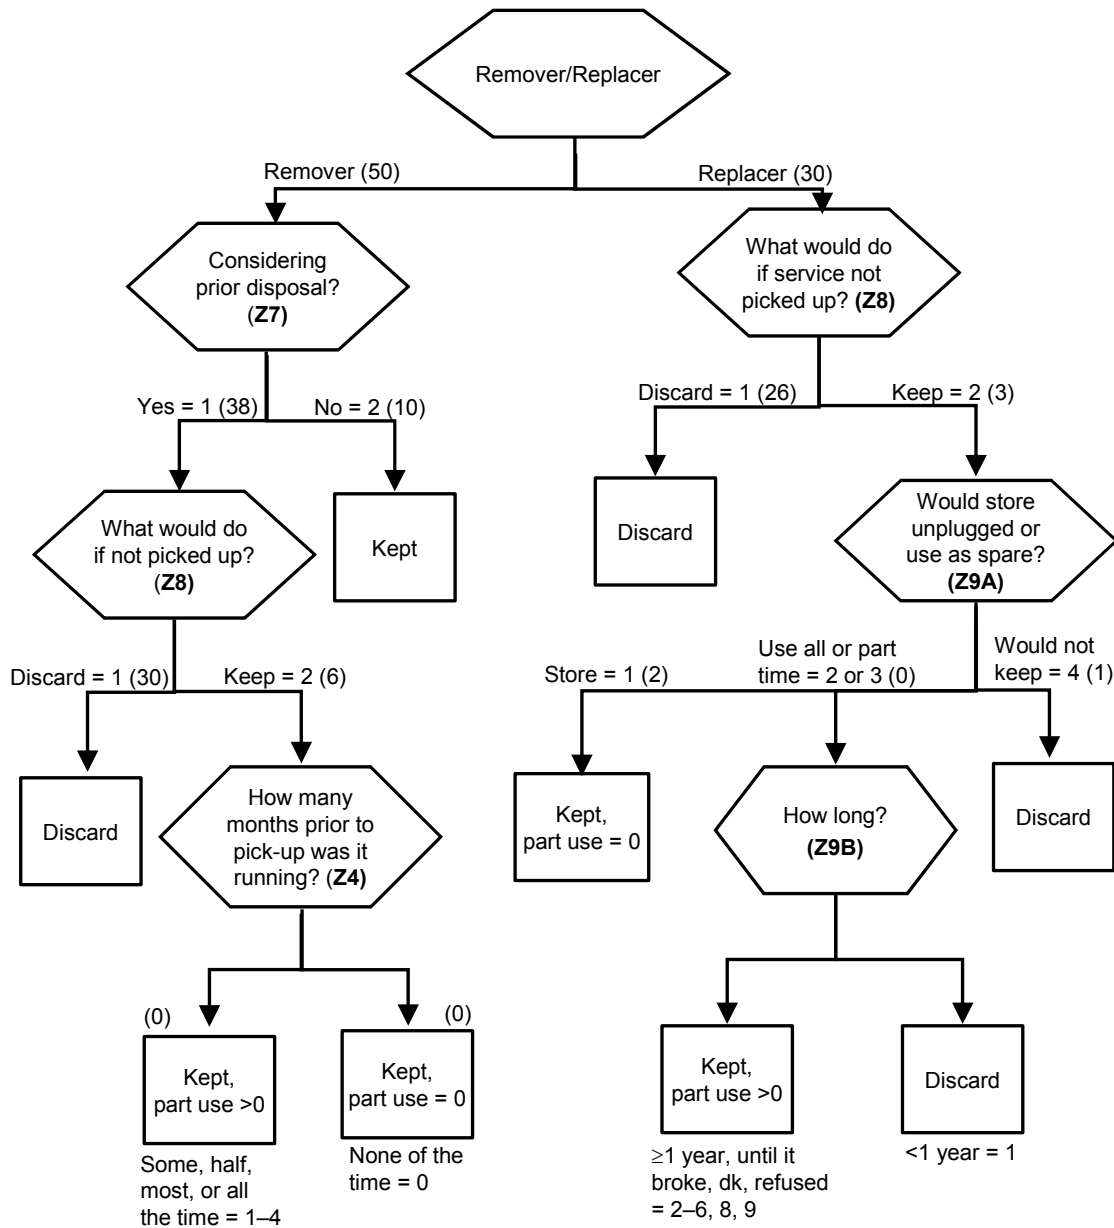 Remover/Replacer
Remover (50)
Replacer (30)
Considering
prior disposal?
(Z7)
What would do
if service not
picked up? (Z8)
Yes = 1 (38)
No = 2 (10)
Discard = 1 (26)
Keep = 2 (3)
What would do
if not picked up?
(Z8)
Kept
Discard
Would store
unplugged or
use as spare?
(Z9A)
Discard = 1 (30)
Keep = 2 (6)
Store = 1 (2)
Use all or part
time = 2 or 3 (0)
Would not
keep = 4 (1)
Discard
How many
months prior to
pick-up was it
running? (Z4)
Kept,
part use = 0
How long?
(Z9B)
Discard
(0)
(0)
Kept,
part use >0
Kept,
part use = 0
Kept,
part use >0
Discard
Some, half,
most, or all
the time = 1–4
None of the
time = 0
≥1 year, until it
broke, dk, refused
= 2–6, 8, 9
<1 year = 1